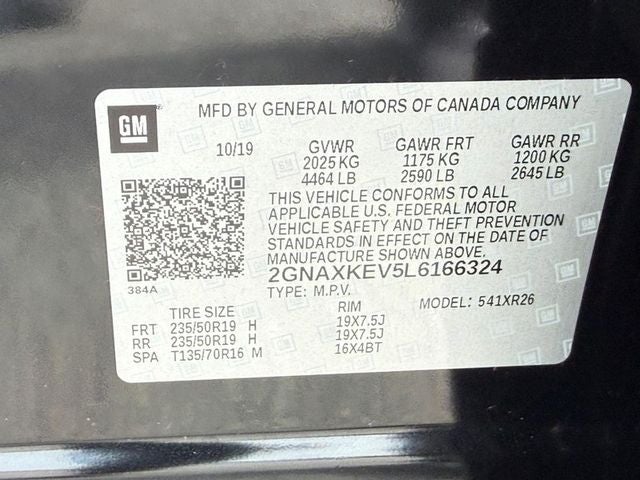 GM
MFD BY GENERAL MOTORS OF CANADA COMPANY
10/19 GVWR GAWR FRT GAWR RR
2025 KG 1175 KG 1200 KG
4464 LB 2590 LB 2645 LB
THIS VEHICLE CONFORMS TO ALL
APPLICABLE U.S. FEDERAL MOTOR
VEHICLE SAFETY AND THEFT PREVENTION
STANDARDS IN EFFECT ON THE DATE OF
MANUFACTURE SHOWN ABOVE.
384A
2GNAXKEV5L6166324
TYPE: M.P.V. MODEL: 541XR26
TIRE SIZE RIM
FRT 235/50R19 H 19X7.5J
RR 235/50R19 H 19X7.5J
SPA T135/70R16 M 16X4BT